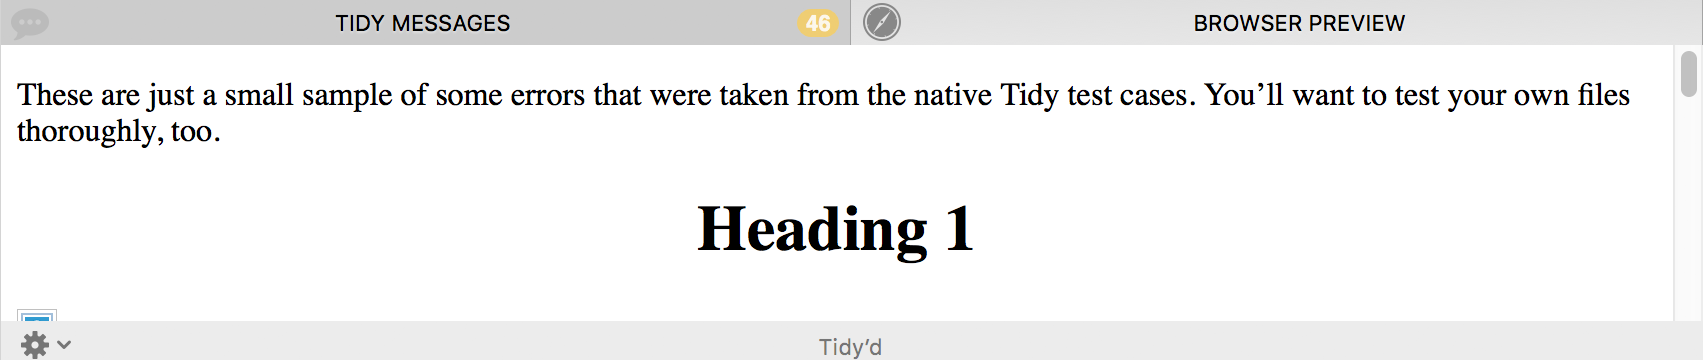 TIDY MESSAGES 46 BROWSER PREVIEW
These are just a small sample of some errors that were taken from the native Tidy test cases. You’ll want to test your own files
thoroughly, too.
Heading 1
Tidy’d